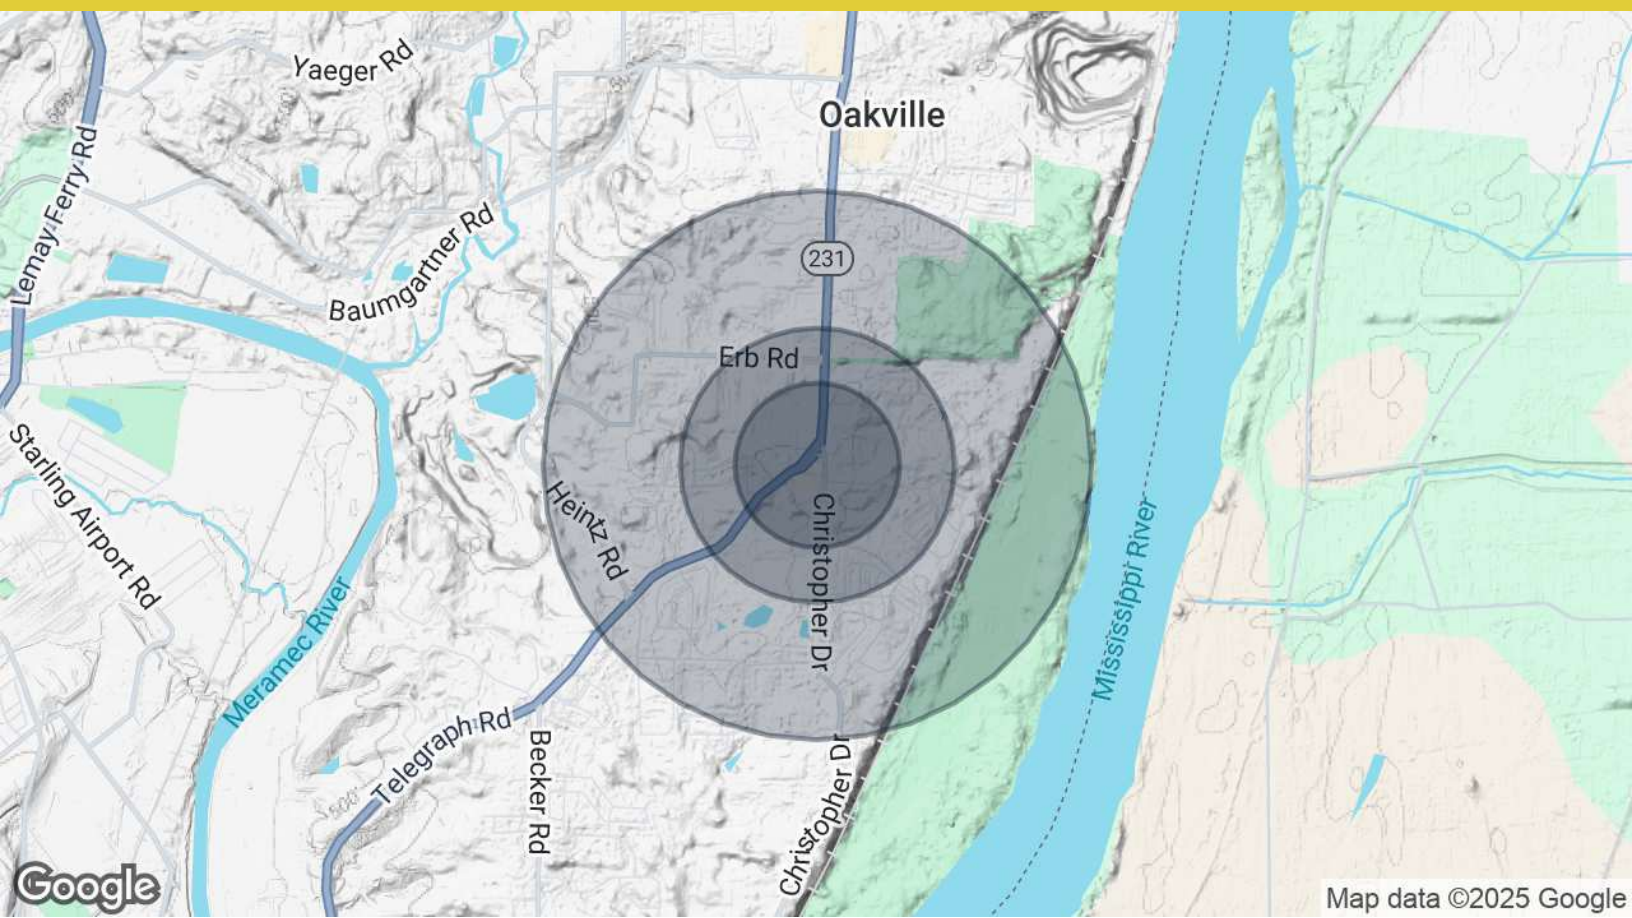 Yaeger Rd
Oakville
Lemay Ferry Rd
Baumgartner Rd
231
Erb Rd
Starling Airport Rd
Heintz Rd
Christopher Dr
Mississippi River
Meramec River
Telegraph Rd
Becker Rd
Christopher Dr
500
Google
Map data ©2025 Google